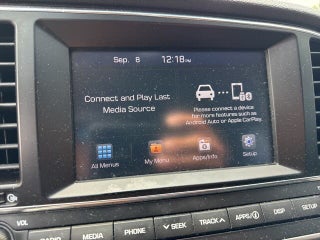 Sep. 8 12:18PM
Connect and Play Last
Media Source
Please connect a device
for more features such as
Android Auto or Apple CarPlay.
All Menus
My Menu
Apps/Info
Setup
VOL
RADIO
MEDIA
PHONE
SEEK
TRACK
APPS/
DISP
SETUP